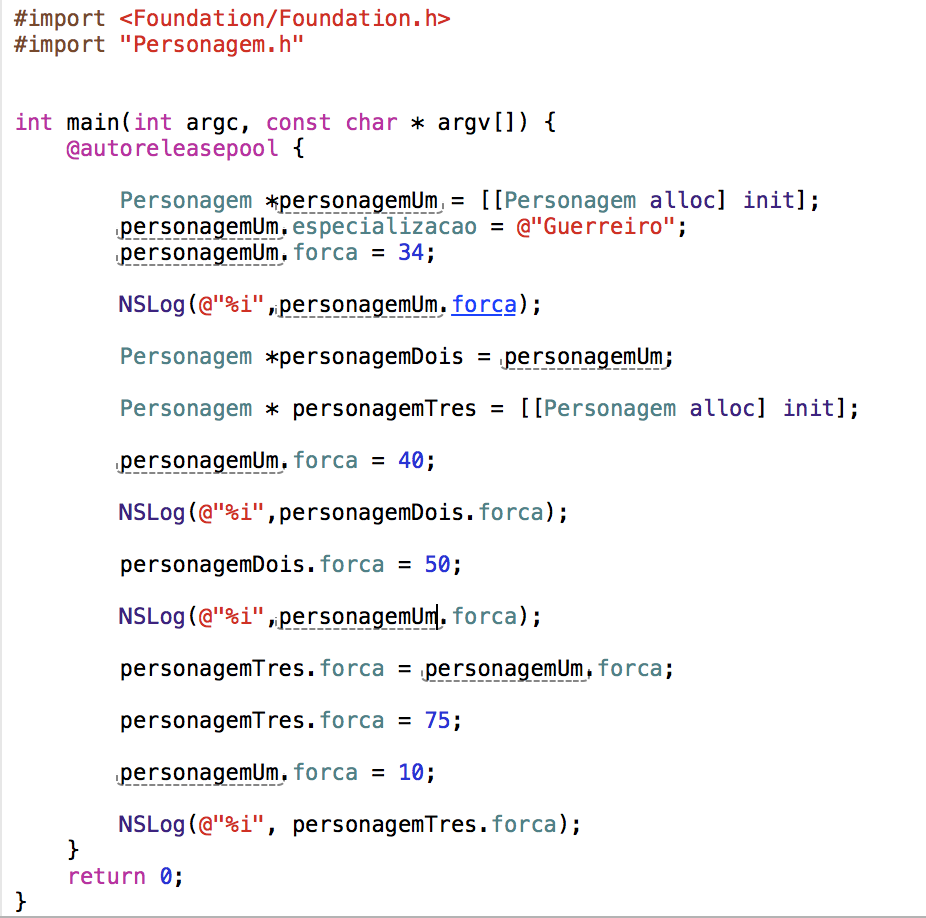 #import <Foundation/Foundation.h>
#import "Personagem.h"
int main(int argc, const char * argv[]) {
@autoreleasepool {
Personagem *personagemUm = [[Personagem alloc] init];
personagemUm.especializacao = @"Guerreiro";
personagemUm.forca = 34;
NSLog(@"%i",personagemUm.forca);
Personagem *personagemDois = personagemUm;
Personagem * personagemTres = [[Personagem alloc] init];
personagemUm.forca = 40;
NSLog(@"%i",personagemDois.forca);
personagemDois.forca = 50;
NSLog(@"%i",personagemUm.forca);
personagemTres.forca = personagemUm.forca;
personagemTres.forca = 75;
personagemUm.forca = 10;
NSLog(@"%i", personagemTres.forca);
}
return 0;
}